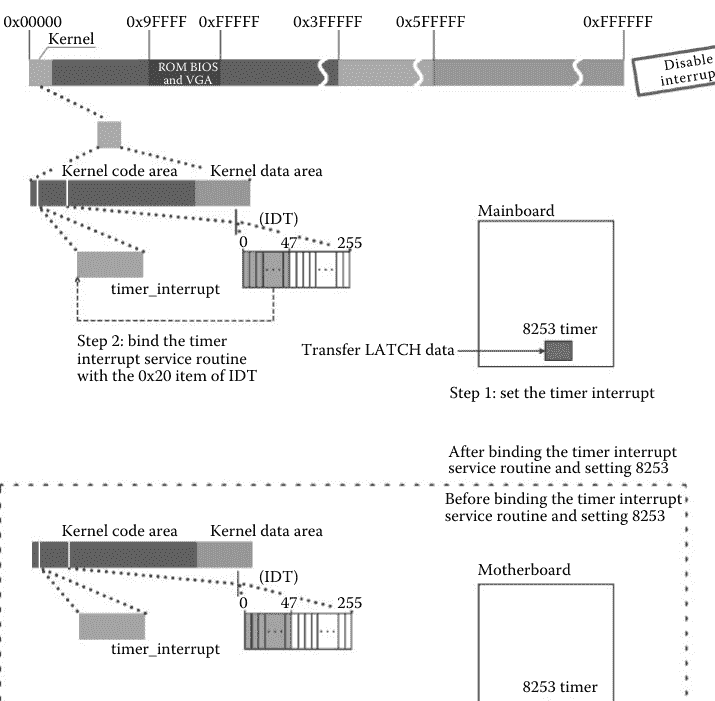 0x00000 0x9FFFF 0xFFFFF 0x3FFFFF 0x5FFFFF 0xFFFFFF
Kernel
ROM BIOS
and VGA
Disable
interrup
Kernel code area Kernel data area
(IDT)
0 47 255
timer_interrupt
Step 2: bind the timer
interrupt service routine
with the 0x20 item of IDT
Mainboard
8253 timer
Transfer LATCH data
Step 1: set the timer interrupt
After binding the timer interrupt
service routine and setting 8253
Before binding the timer interrupt
service routine and setting 8253
Kernel code area Kernel data area
(IDT)
0 47 255
timer_interrupt
Motherboard
8253 timer